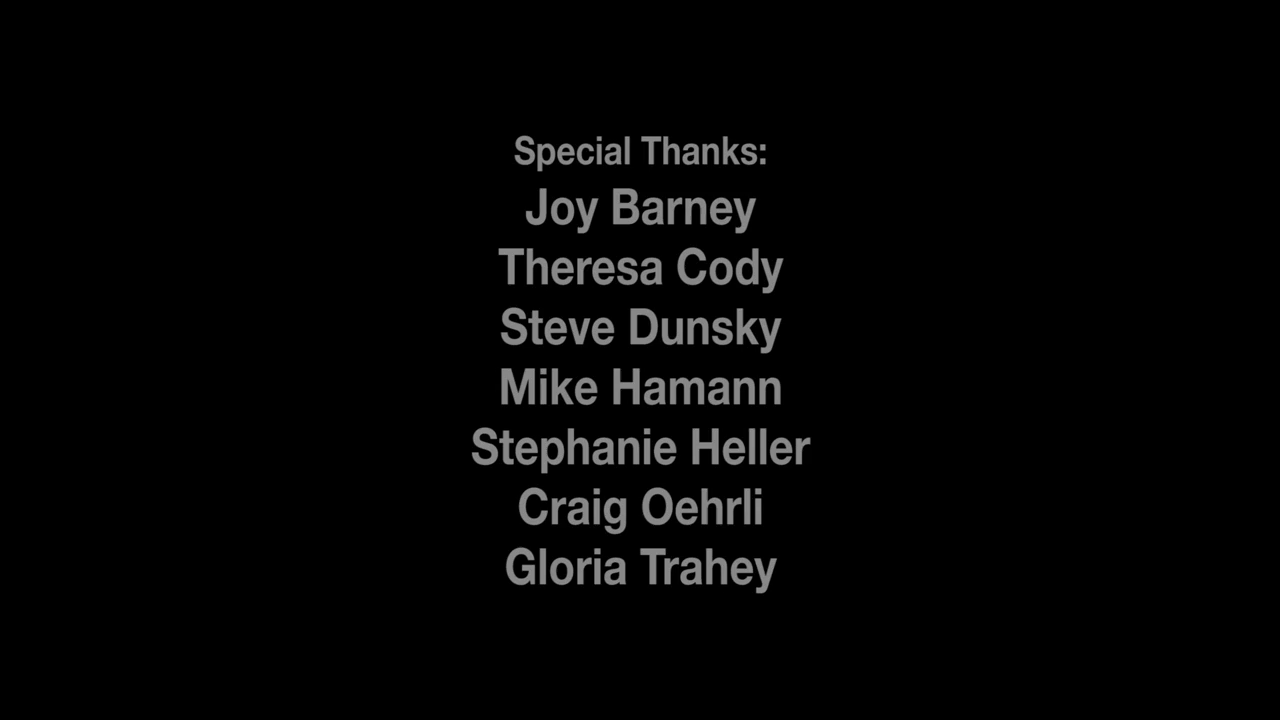 Special Thanks:
Joy Barney
Theresa Cody
Steve Dunsky
Mike Hamann
Stephanie Heller
Craig Oehrli
Gloria Trahey